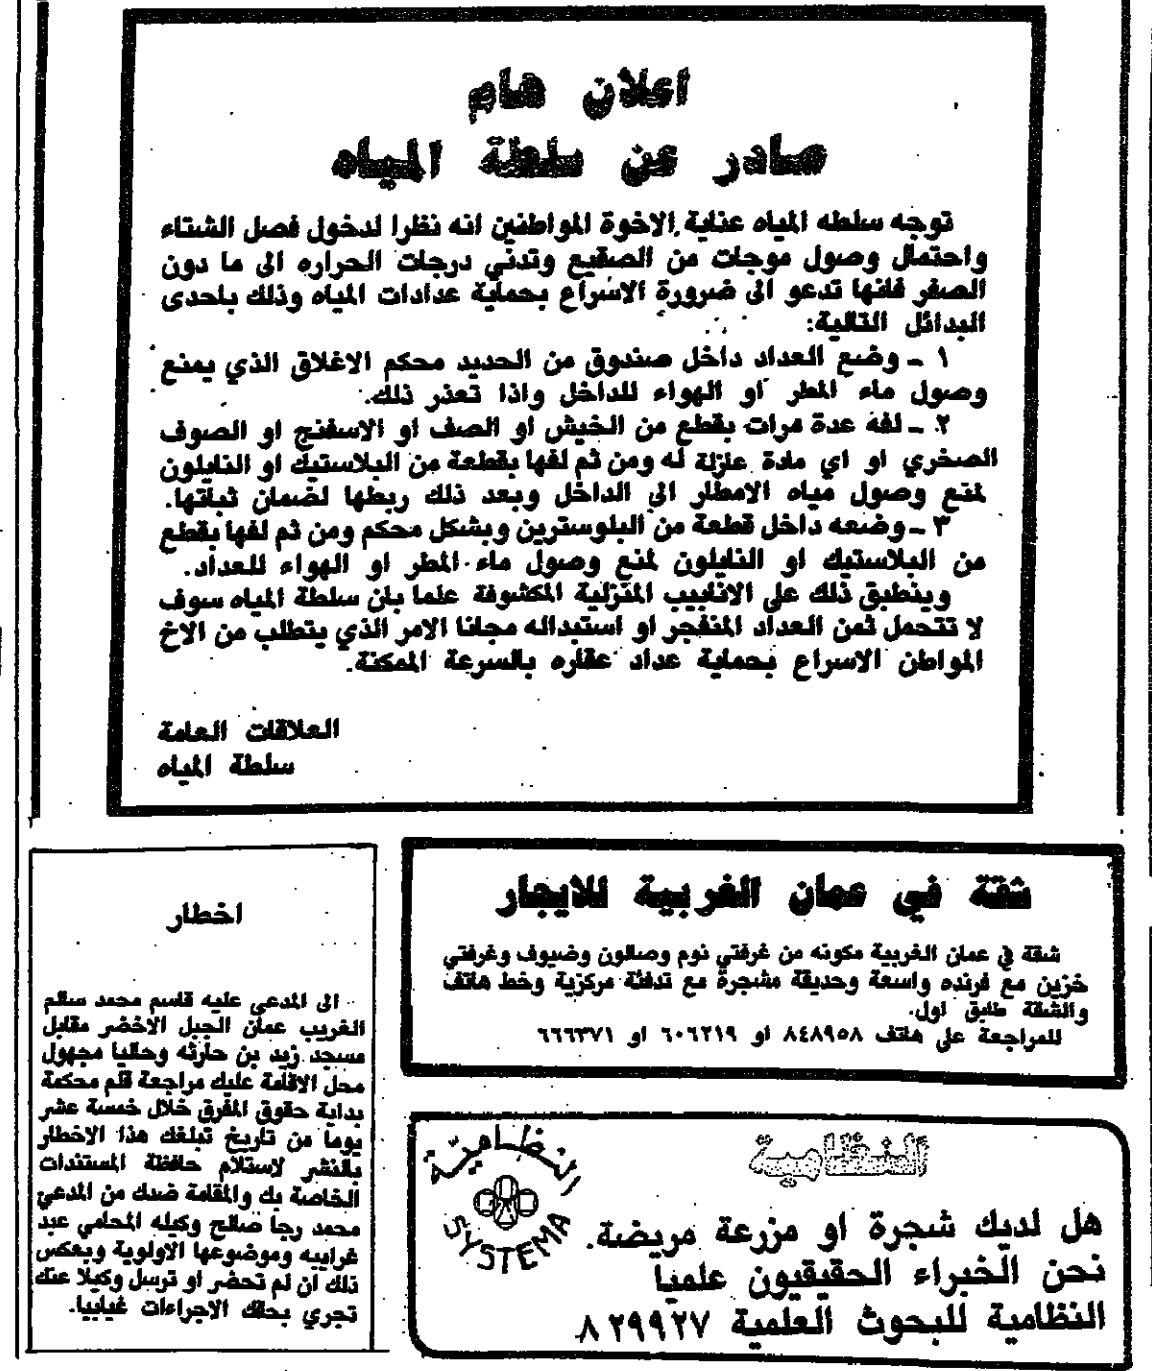 اعلان هام
صادر عن سلطة المياه
توجه سلطه المياه عناية الاخوة المواطنين انه نظرا لدخول فصل الشتاء
واحتمال وصول موجات من الصقيع وتدني درجات الحراره الى ما دون
الصفر فانها تدعو الى ضرورة الاسراع بحماية عدادات المياه وذلك باحدى
البدائل التالية:
١ ـ وضع العداد داخل صندوق من الحديد محكم الاغلاق الذي يمنع
وصول ماء المطر او الهواء للداخل واذا تعذر ذلك.
٢ ـ لفه عدة مرات بقطع من الخيش او الصف او الاسفنج او الصوف
الصخري او اي مادة عازلة له ومن ثم لفها بقطعة من البلاستيك او النايلون
لمنع وصول مياه الامطار الى الداخل وبعد ذلك ربطها لضمان ثباتها.
٣ ـ وضعه داخل قطعة من البلوسترين وبشكل محكم ومن ثم لفها بقطع
من البلاستيك او النايلون لمنع وصول ماء المطر او الهواء للعداد.
وينطبق ذلك على الانابيب المنزلية المكشوفة علما بان سلطة المياه سوف
لا تتحمل ثمن العداد المنفجر او استبداله مجانا الامر الذي يتطلب من الاخ
المواطن الاسراع بحماية عداد عقاره بالسرعة الممكنة.
العلاقات العامة
سلطة المياه
شقة في عمان الغربية للايجار
شقة في عمان الغربية مكونه من غرفتي نوم وصالون وضيوف وغرفتي
خزين مع فرنده واسعة وحديقة مشجرة مع تدفئة مركزية وخط هاتف
والشقة طابق اول.
للمراجعة على هاتف ٨٤٨٩٥٨ او ٦٠٦٢١٩ او ٦٦٦٣٧١
اخطار
الى المدعى عليه قاسم محمد سالم
الغريب عمان الجبل الاخضر مقابل
مسجد زيد بن حارثه وحاليا مجهول
محل الاقامة عليك مراجعة قلم محكمة
بداية حقوق المفرق خلال خمسة عشر
يوما من تاريخ تبلغك هذا الاخطار
بالنشر لاستلام حافظة المستندات
الخاصة بك والمقامة ضدك من المدعي
محمد رجا صالح وكيله المحامي عبد
غرايبه وموضوعها الاولوية وبعكس
ذلك ان لم تحضر او ترسل وكيلا عنك
تجري بحقك الاجراءات غيابيا.
النظامية
النظامية
SYSTEMA
هل لديك شجرة او مزرعة مريضة.
نحن الخبراء الحقيقيون علميا
النظامية للبحوث العلمية ٨٢٩٩٢٧